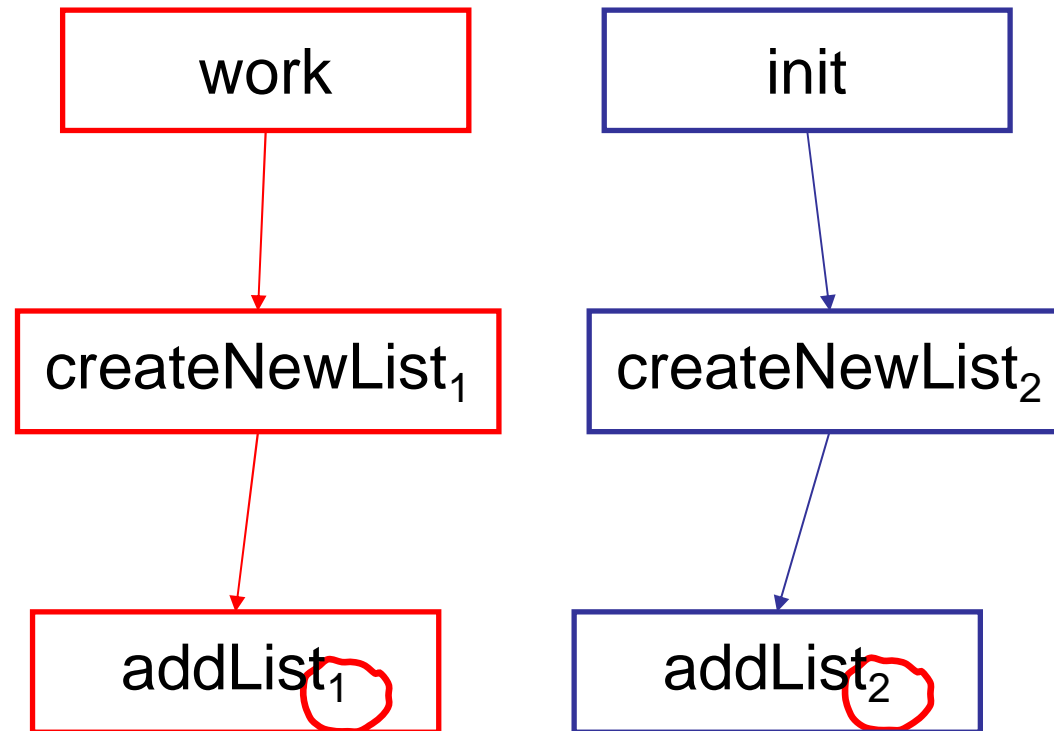 work
init
createNewList₁
createNewList₂
addList₁
addList₂